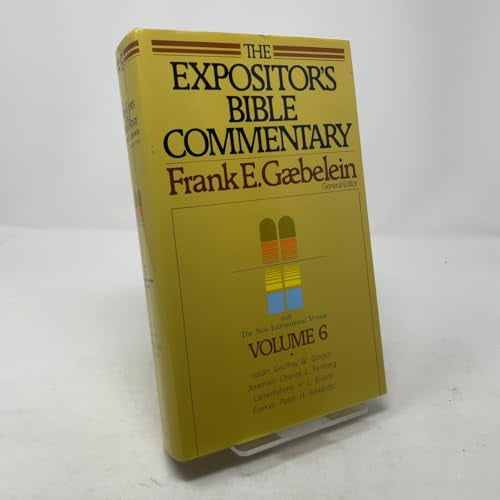 THE
EXPOSITOR'S
BIBLE
COMMENTARY
Frank E. Gæbelein
General Editor
with
The New International Version
VOLUME 6
Isaiah: Geoffrey W. Grogan
Jeremiah: Charles L. Feinberg
Lamentations: H. L. Ellison
Ezekiel: Ralph H. Alexander